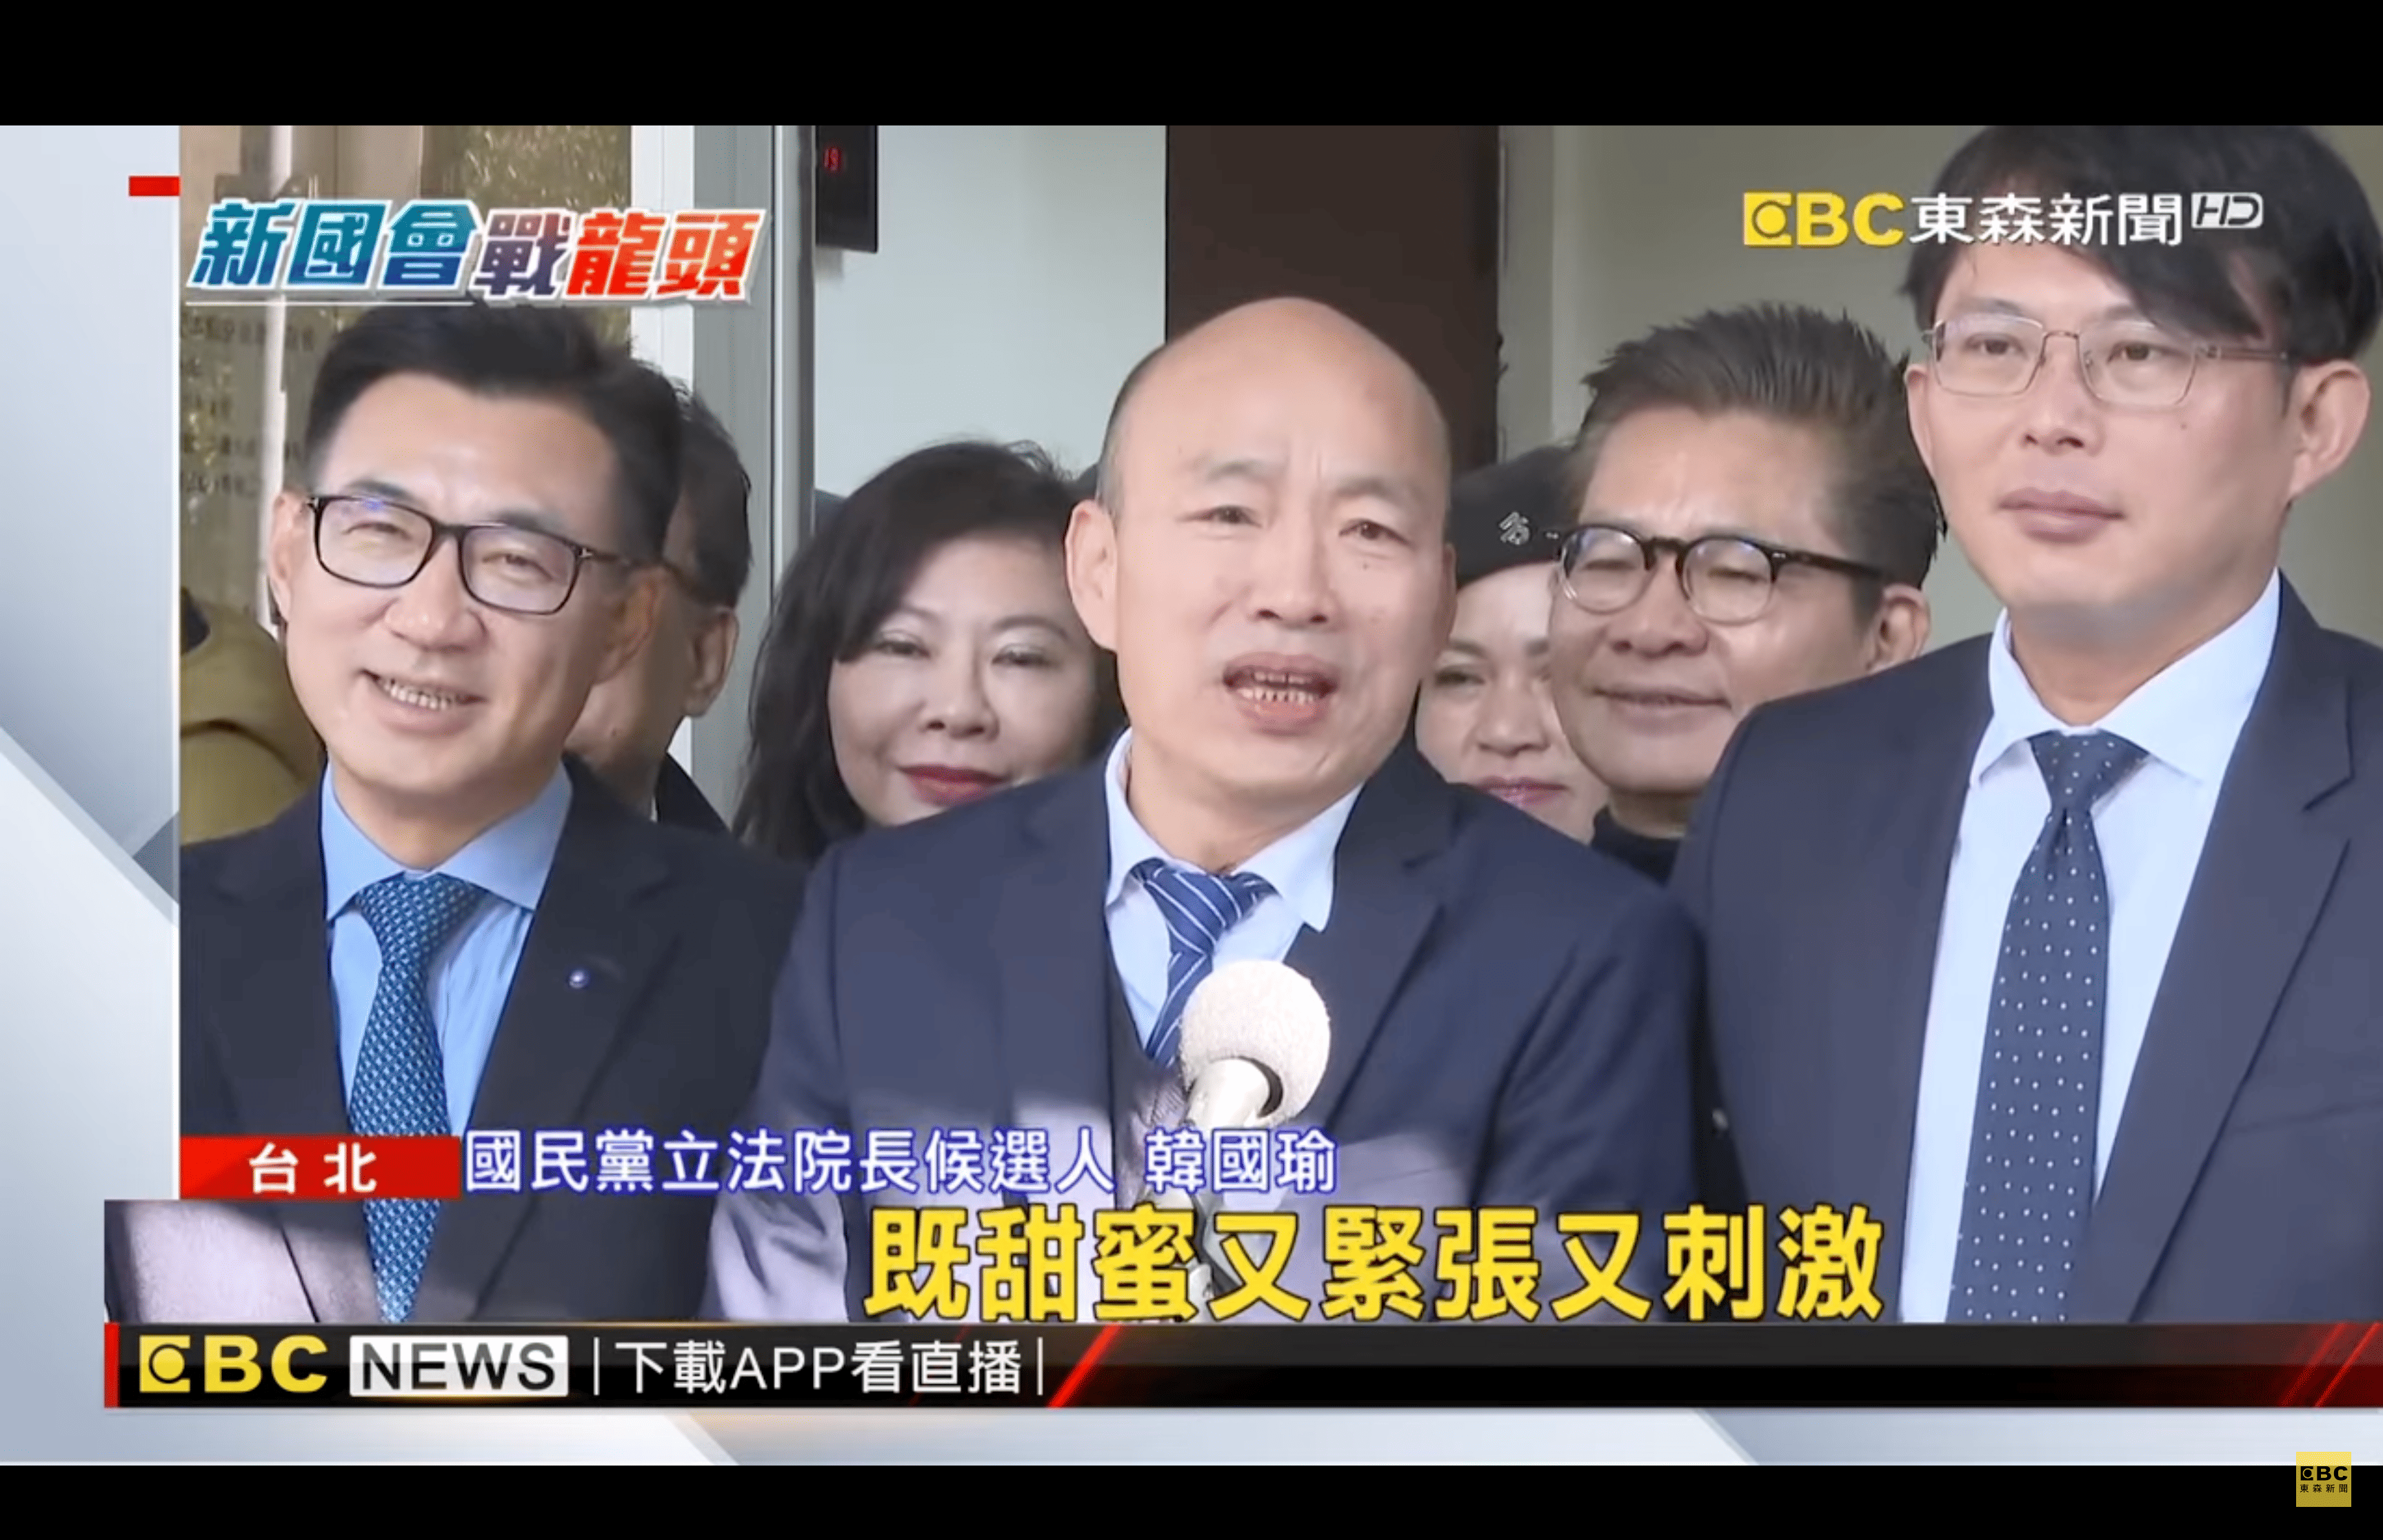 新國會戰龍頭
EBC東森新聞HD
19
台北
國民黨立法院長候選人 韓國瑜
既甜蜜又緊張又刺激
EBC NEWS |下載APP看直播|
EBC
東森新聞